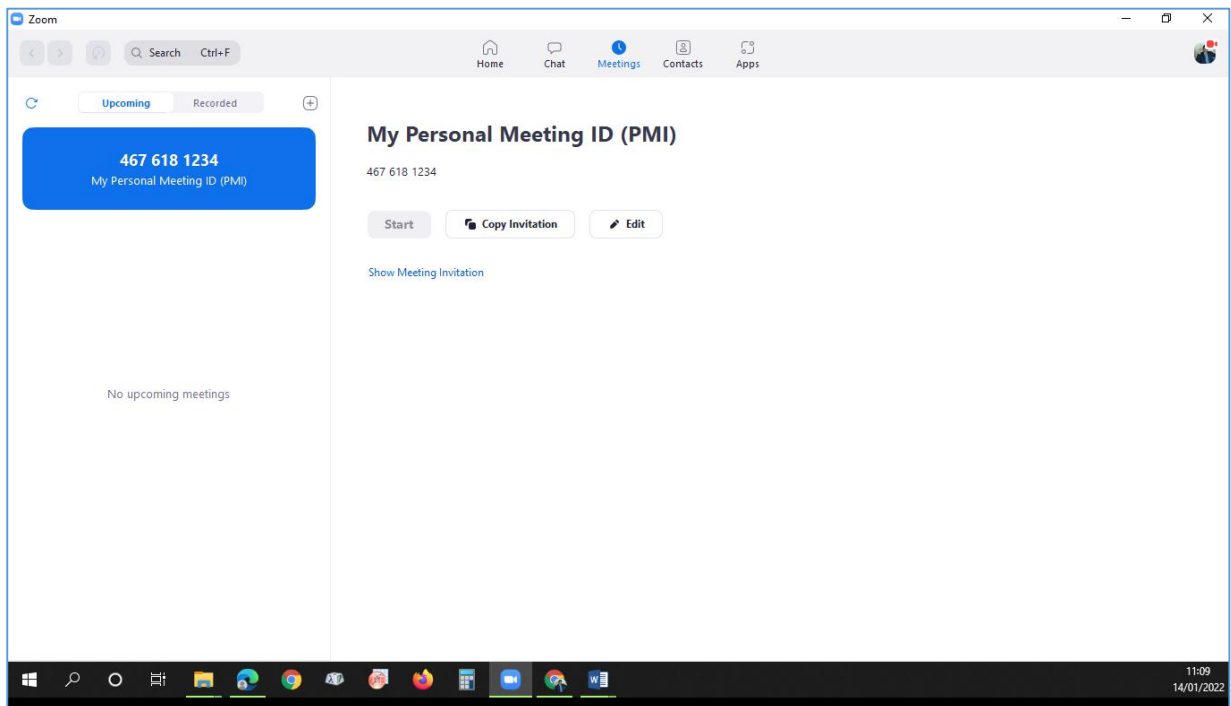 Zoom
Search Ctrl+F
Home Chat Meetings Contacts Apps
Upcoming Recorded
467 618 1234
My Personal Meeting ID (PMI)
No upcoming meetings
My Personal Meeting ID (PMI)
467 618 1234
Start Copy Invitation Edit
Show Meeting Invitation
11:09
14/01/2022